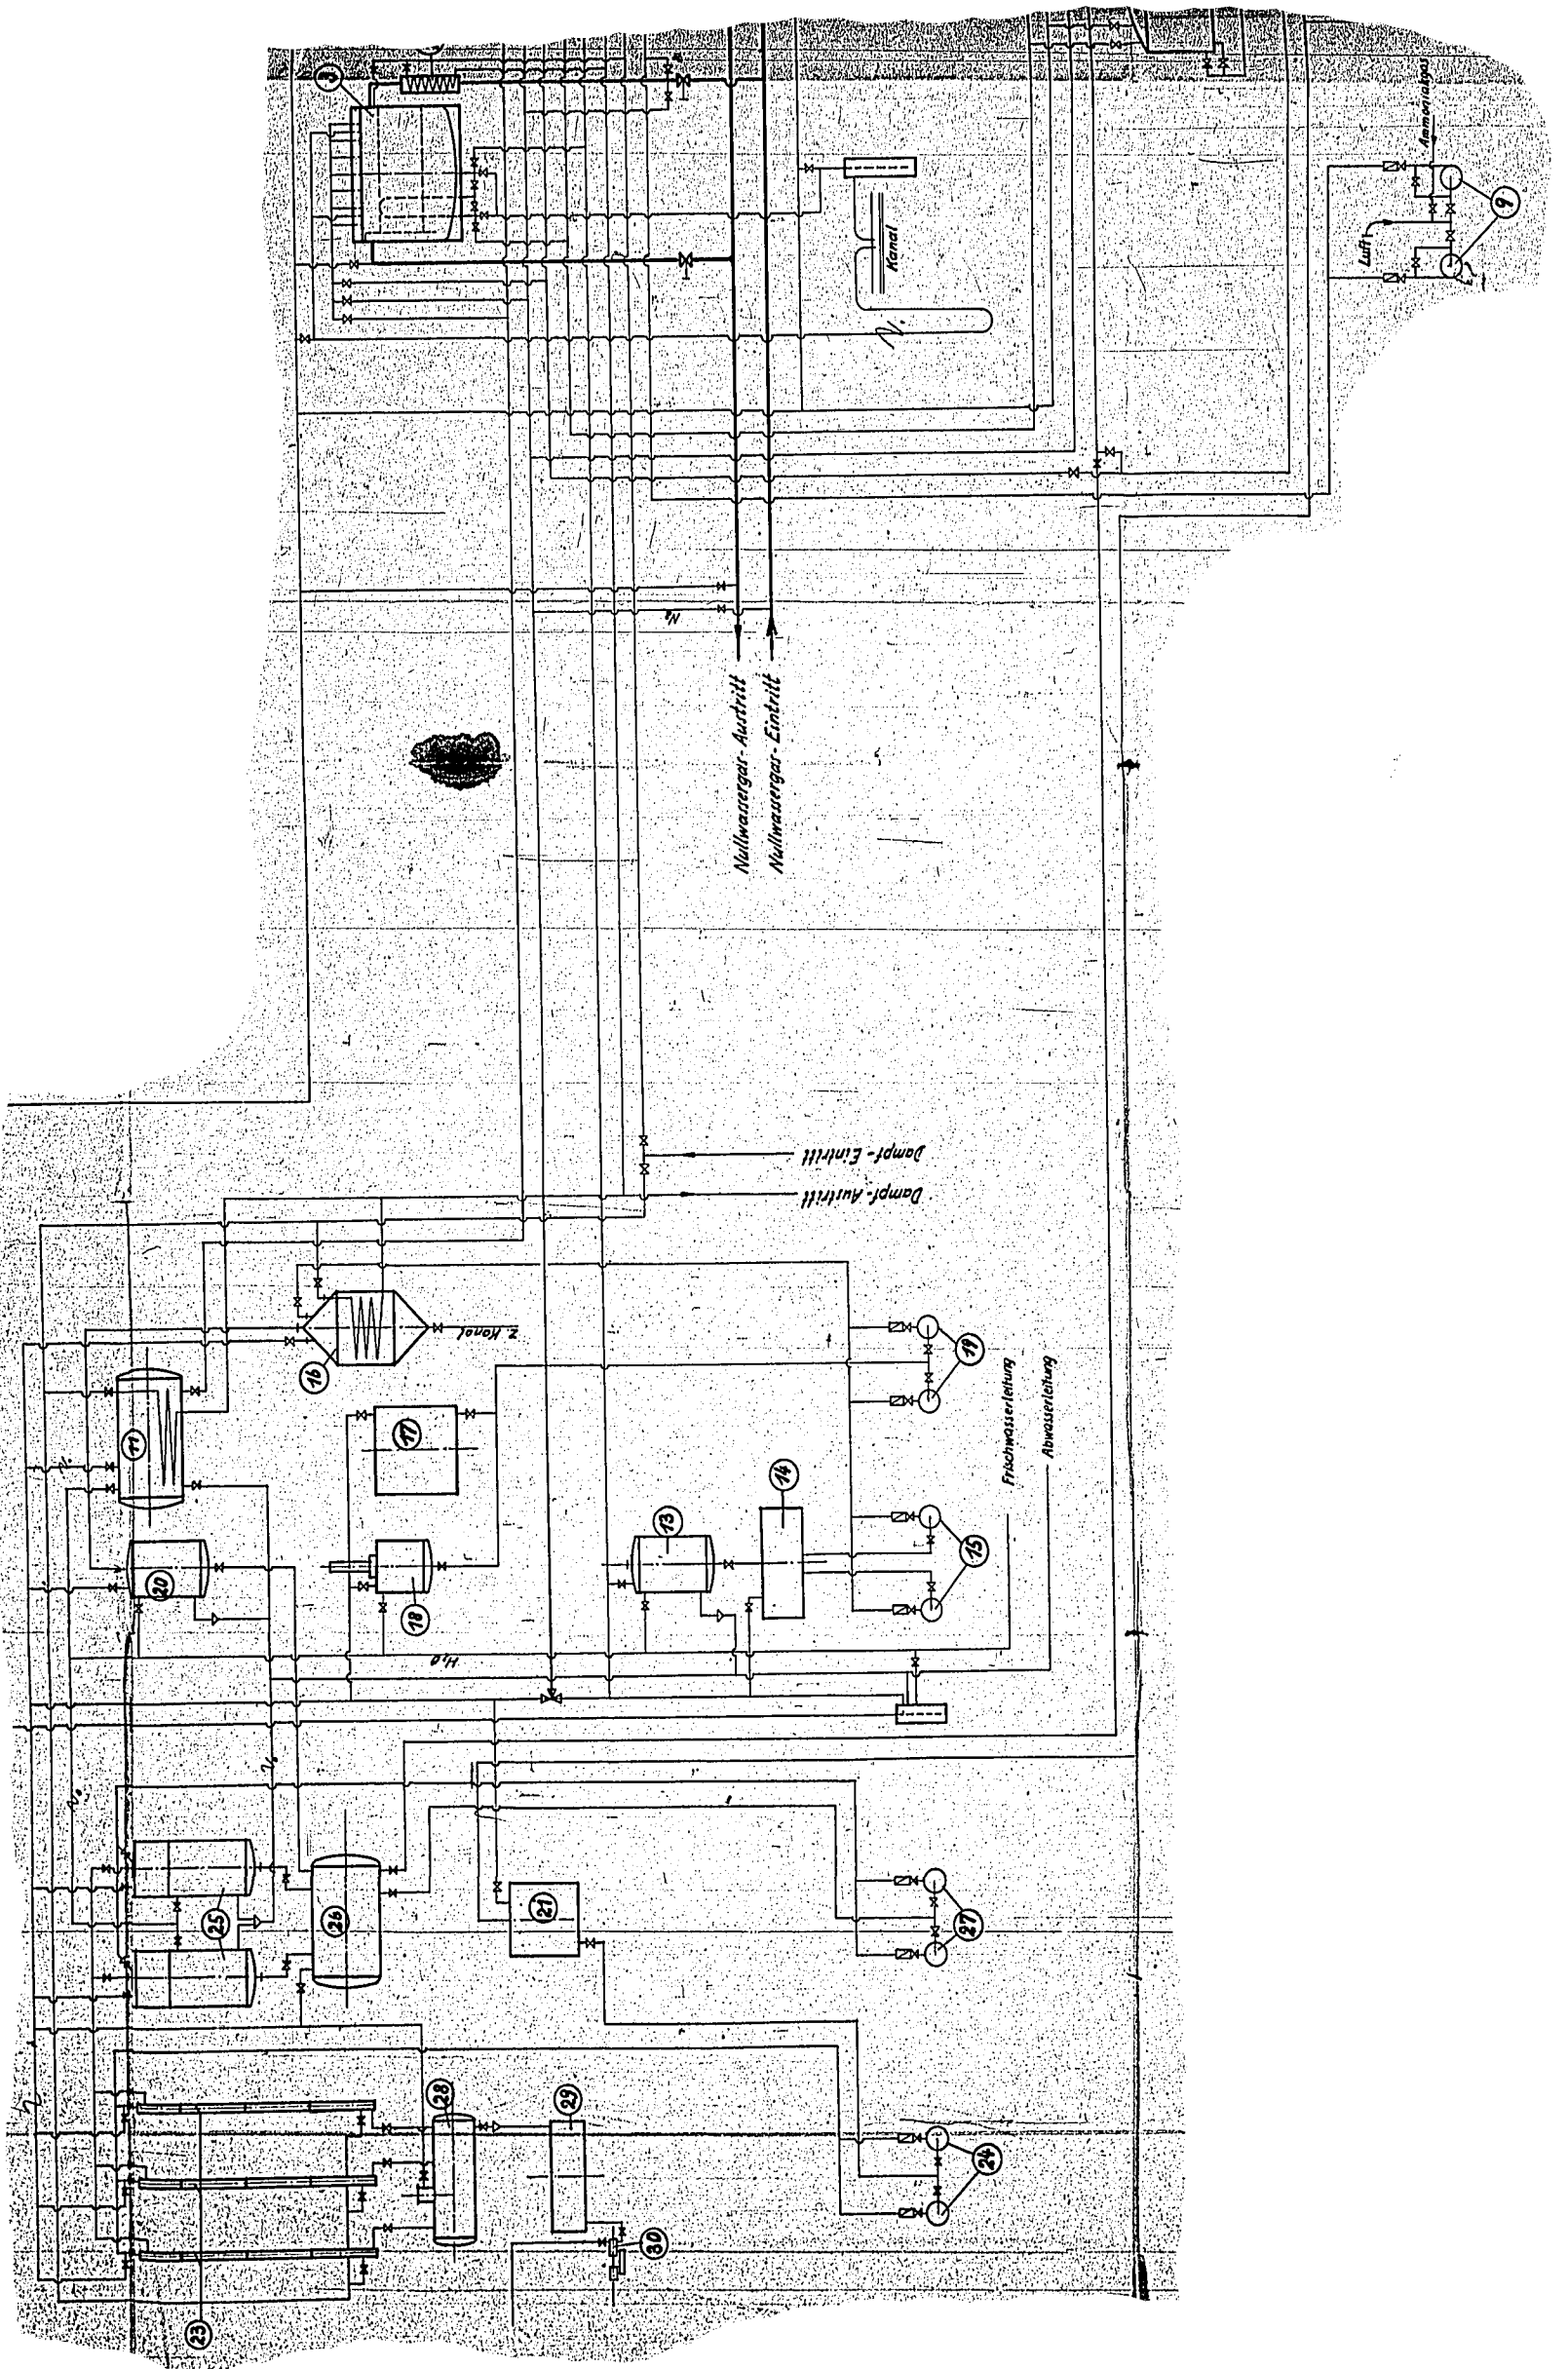 3
Ammoniakgas
9
Luft
Kanal
N₂
Nullwassergas-Austritt
Nullwassergas-Eintritt
Dampf-Eintritt
Dampf-Austritt
z. Kanal
16
11
17
19
Frischwasserleitung
Abwasserleitung
14
13
15
20
18
H₂O
25
26
21
27
28
29
24
30
23